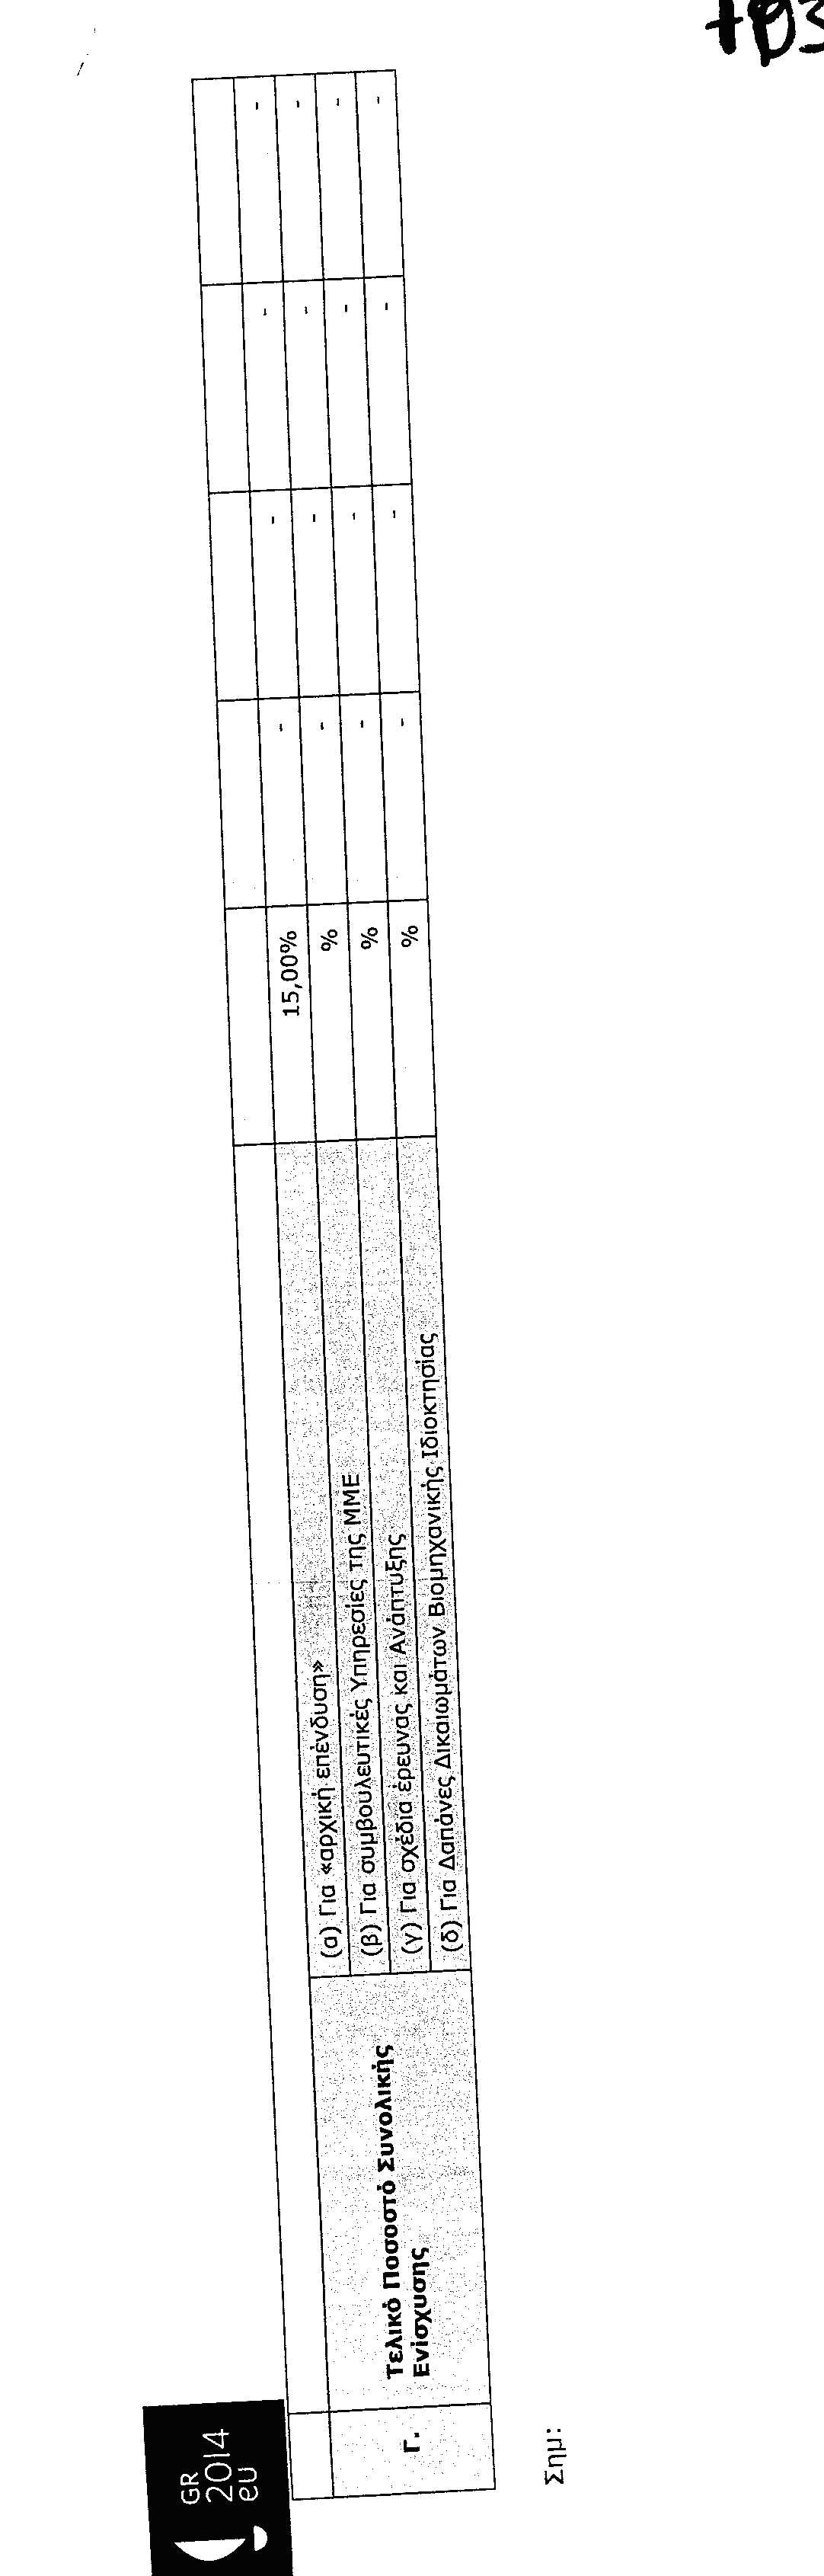 GR
2014
eu
Γ.
Τελικό Ποσοστό Συνολικής
Ενίσχυσης
(α) Για «αρχική επένδυση» 15,00% - - - -
(β) Για συμβουλευτικές Υπηρεσίες της ΜΜΕ % - - - -
(γ) Για σχέδια έρευνας και Ανάπτυξης % - - - -
(δ) Για Δαπάνες Δικαιωμάτων Βιομηχανικής Ιδιοκτησίας % - - - -
Σημ: